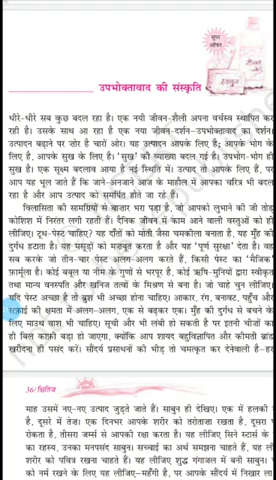 सुपर
ऑफर
उपभोक्तावाद की संस्कृति
धीरे-धीरे सब कुछ बदल रहा है। एक नयी जीवन-शैली अपना वर्चस्व स्थापित कर
रही है। उसके साथ आ रहा है एक नया जीवन-दर्शन-उपभोक्तावाद का दर्शन।
उत्पादन बढ़ाने पर ज़ोर है चारों ओर। यह उत्पादन आपके लिए है; आपके भोग के
लिए है, आपके सुख के लिए है। 'सुख' की व्याख्या बदल गई है। उपभोग-भोग ही
सुख है। एक सूक्ष्म बदलाव आया है नई स्थिति में। उत्पाद तो आपके लिए हैं, पर
आप यह भूल जाते हैं कि जाने-अनजाने आज के माहौल में आपका चरित्र भी बदल
रहा है और आप उत्पाद को समर्पित होते जा रहे हैं।
विलासिता की सामग्रियों से बाज़ार भरा पड़ा है, जो आपको लुभाने की जी तोड़
कोशिश में निरंतर लगी रहती हैं। दैनिक जीवन में काम आने वाली वस्तुओं को ही
लीजिए। टूथ-पेस्ट चाहिए? यह दाँतों को मोती जैसा चमकीला बनाता है, यह मुँह की
दुर्गंध हटाता है। यह मसूड़ों को मजबूत करता है और यह 'पूर्ण सुरक्षा' देता है। वह
सब करके जो तीन-चार पेस्ट अलग-अलग करते हैं, किसी पेस्ट का 'मैजिक'
फ़ार्मूला है। कोई बबूल या नीम के गुणों से भरपूर है, कोई ऋषि-मुनियों द्वारा स्वीकृत
तथा मान्य वनस्पति और खनिज तत्वों के मिश्रण से बना है। जो चाहे चुन लीजिए।
यदि पेस्ट अच्छा है तो ब्रुश भी अच्छा होना चाहिए। आकार, रंग, बनावट, पहुँच और
सफ़ाई की क्षमता में अलग-अलग, एक से बढ़कर एक। मुँह की दुर्गंध से बचने के
लिए माउथ वाश भी चाहिए। सूची और भी लंबी हो सकती है पर इतनी चीज़ों का
ही बिल काफ़ी बड़ा हो जाएगा, क्योंकि आप शायद बहुविज्ञापित और कीमती ब्रांड
खरीदना ही पसंद करें। सौंदर्य प्रसाधनों की भीड़ तो चमत्कृत कर देनेवाली है-हर
36/क्षितिज
माह उसमें नए-नए उत्पाद जुड़ते जाते हैं। साबुन ही देखिए। एक में हलकी
है, दूसरे में तेज़। एक दिनभर आपके शरीर को तरोताज़ा रखता है, दूसरा
रोकता है, तीसरा जर्म्स से आपकी रक्षा करता है। यह लीजिए सिने स्टार्स के
का रहस्य, उनका मनपसंद साबुन। सच्चाई का अर्थ समझना चाहते हैं, यह
शरीर को पवित्र रखना चाहते हैं। यह लीजिए शुद्ध गंगाजल में बनी साबुन।
को नर्म रखने के लिए यह लीजिए-महँगी है, पर आपके सौंदर्य में निखार ला